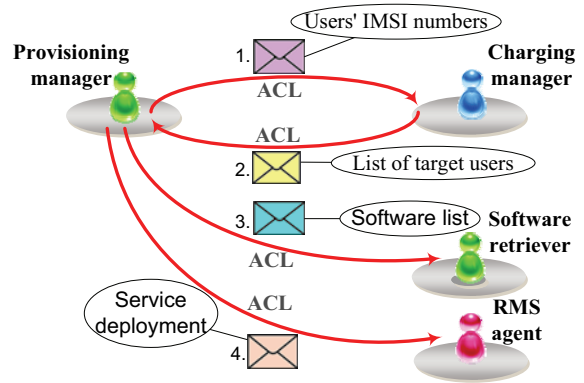 Users' IMSI numbers
Provisioning
manager
1.
Charging
manager
ACL
ACL
2.
List of target users
3.
Software list
Software
retriever
ACL
Service
deployment
ACL
RMS
agent
4.